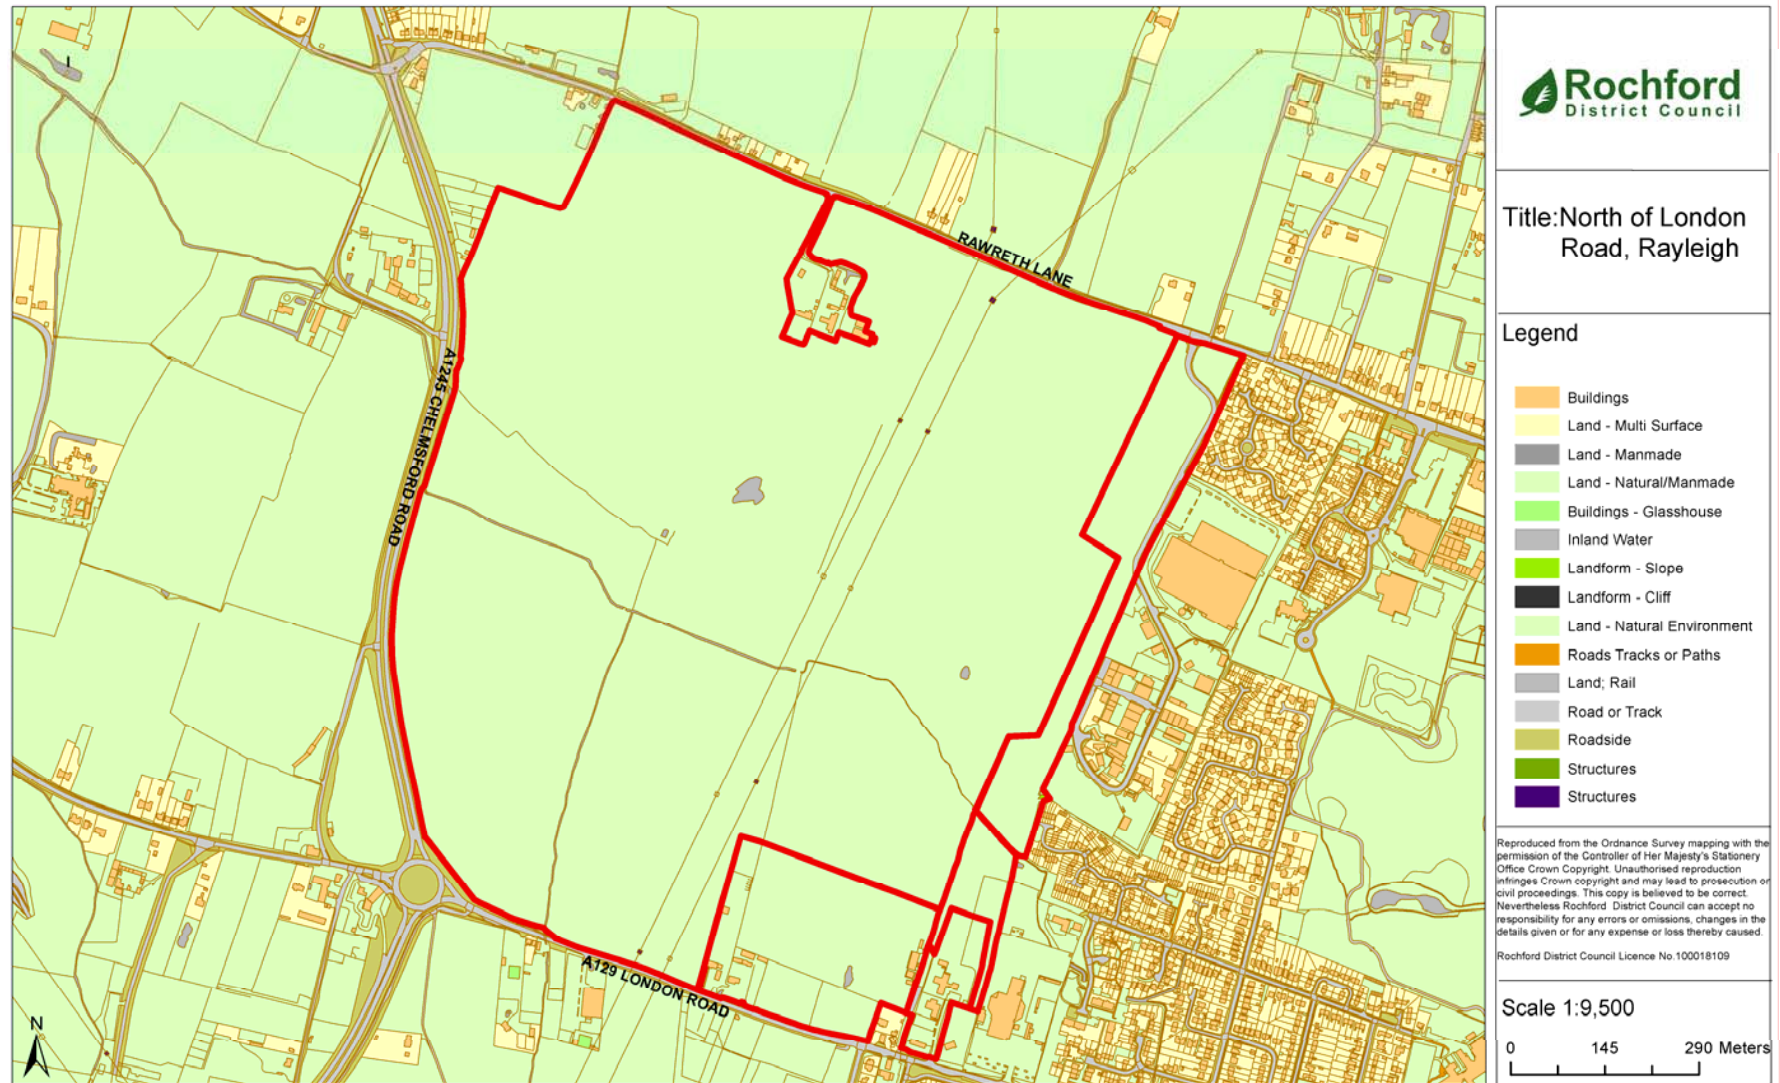 RAWRETH LANE
A1245 CHELMSFORD ROAD
A129 LONDON ROAD
N
Rochford
District Council
Title:North of London
Road, Rayleigh
Legend
Buildings
Land - Multi Surface
Land - Manmade
Land - Natural/Manmade
Buildings - Glasshouse
Inland Water
Landform - Slope
Landform - Cliff
Land - Natural Environment
Roads Tracks or Paths
Land; Rail
Road or Track
Roadside
Structures
Structures
Reproduced from the Ordnance Survey mapping with the
permission of the Controller of Her Majesty's Stationery
Office Crown Copyright. Unauthorised reproduction
infringes Crown copyright and may lead to prosecution or
civil proceedings. This copy is believed to be correct.
Nevertheless Rochford District Council can accept no
responsibility for any errors or omissions, changes in the
details given or for any expense or loss thereby caused.
Rochford District Council Licence No.100018109
Scale 1:9,500
0 145 290 Meters